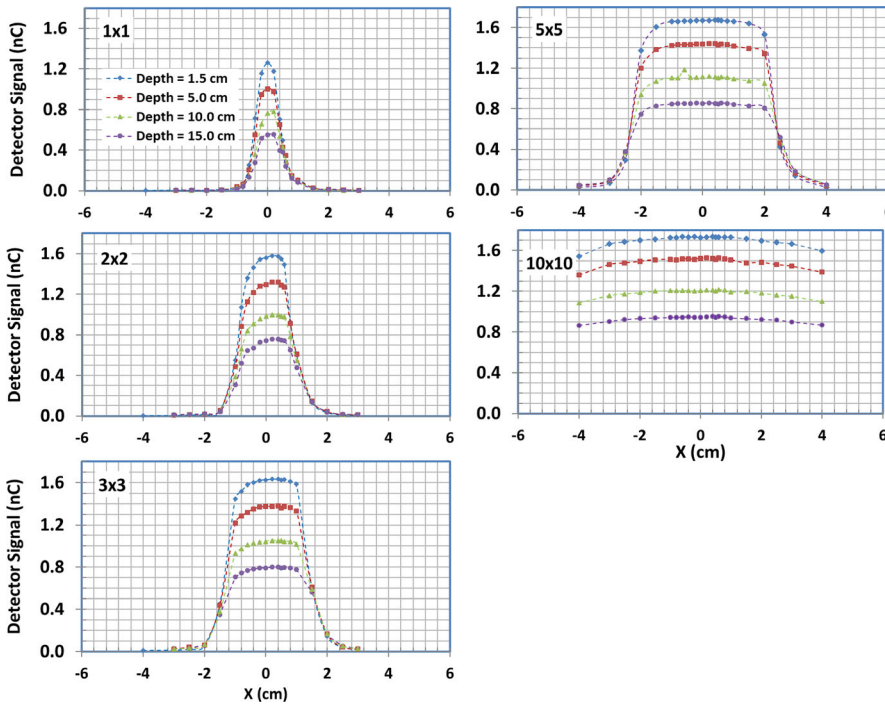 1x1
Depth = 1.5 cm
Depth = 5.0 cm
Depth = 10.0 cm
Depth = 15.0 cm
Detector Signal (nC)
1.6
1.2
0.8
0.4
0.0
-6 -4 -2 0 2 4 6
2x2
Detector Signal (nC)
1.6
1.2
0.8
0.4
0.0
-6 -4 -2 0 2 4 6
3x3
Detector Signal (nC)
1.6
1.2
0.8
0.4
0.0
-6 -4 -2 0 2 4 6
X (cm)
5x5
1.6
1.2
0.8
0.4
0.0
-6 -4 -2 0 2 4 6
10x10
1.6
1.2
0.8
0.4
0.0
-6 -4 -2 0 2 4 6
X (cm)